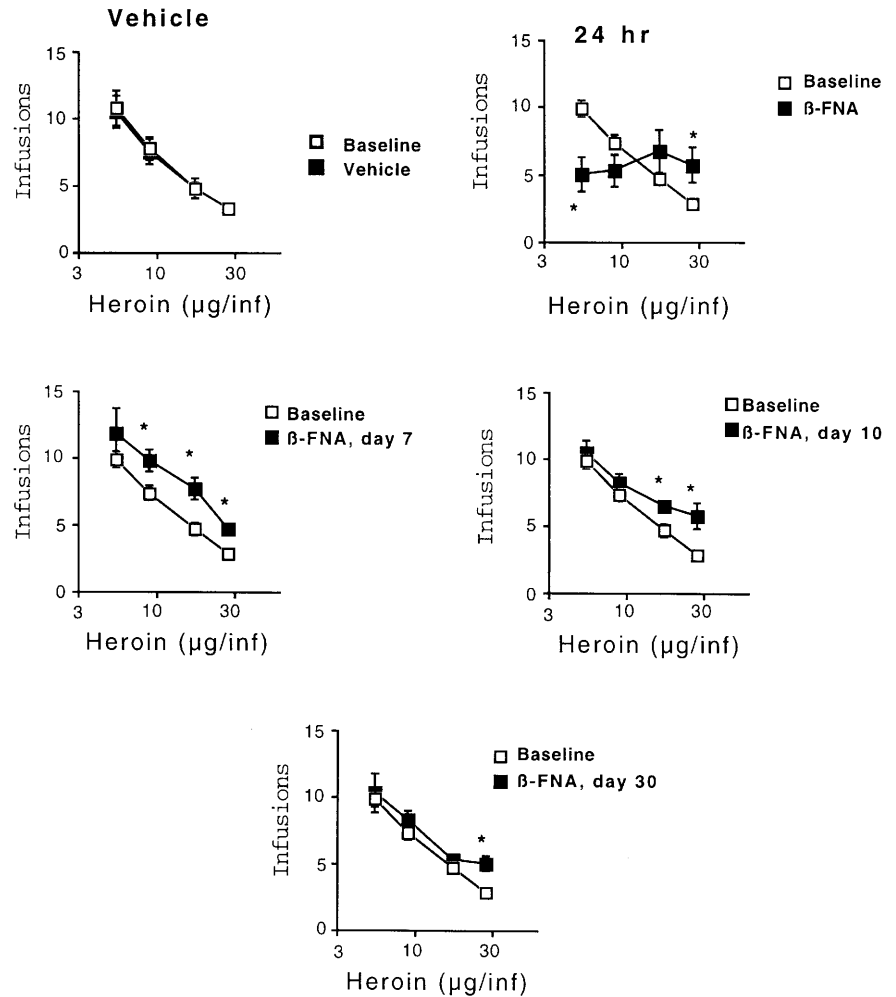 Vehicle
15
10
5
0
Infusions
3 10 30
Heroin (µg/inf)
Baseline
Vehicle
24 hr
15
10
5
0
Infusions
*
*
3 10 30
Heroin (µg/inf)
Baseline
ß-FNA
15
10
5
0
Infusions
* * *
3 10 30
Heroin (µg/inf)
Baseline
ß-FNA, day 7
15
10
5
0
Infusions
* *
3 10 30
Heroin (µg/inf)
Baseline
ß-FNA, day 10
15
10
5
0
Infusions
*
3 10 30
Heroin (µg/inf)
Baseline
ß-FNA, day 30